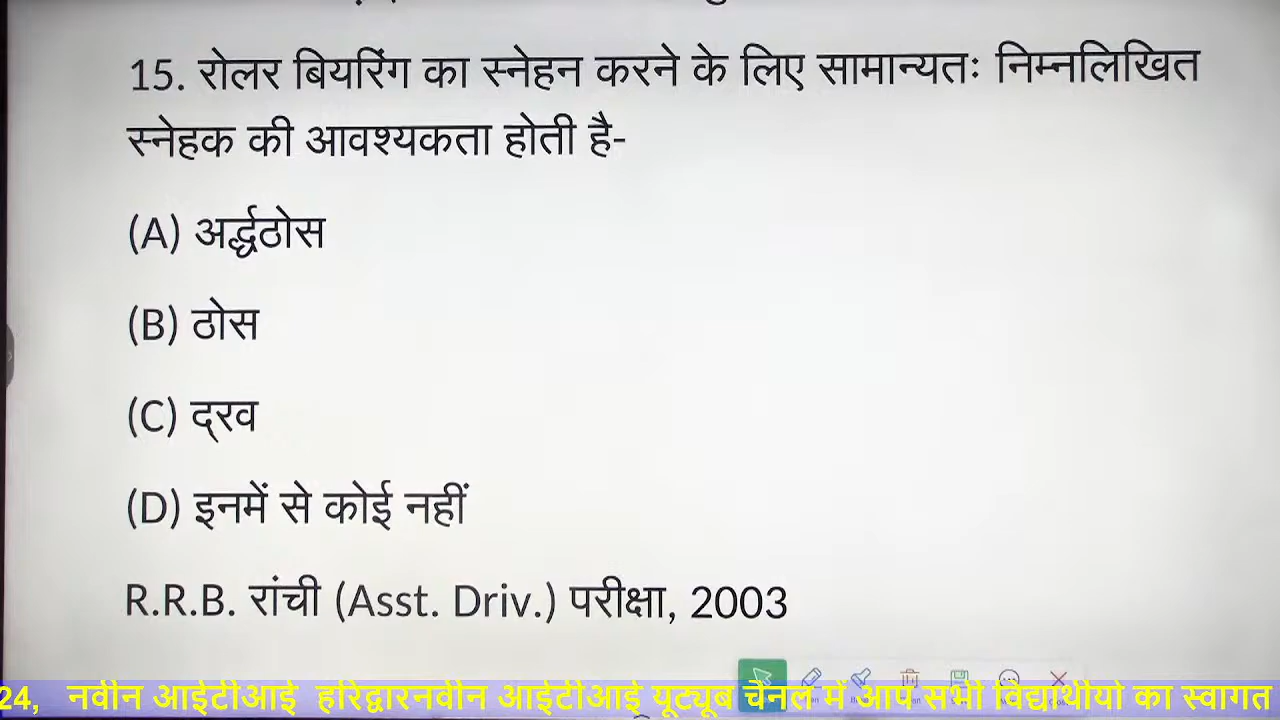 15. रोलर बियरिंग का स्नेहन करने के लिए सामान्यतः निम्नलिखित
स्नेहक की आवश्यकता होती है-
(A) अर्द्धठोस
(B) ठोस
(C) द्रव
(D) इनमें से कोई नहीं
R.R.B. रांची (Asst. Driv.) परीक्षा, 2003
24, नवीन आईटीआई हरिद्वारनवीन आईटीआई यूट्यूब चैनल में आप सभी विद्यार्थीयो का स्वागत